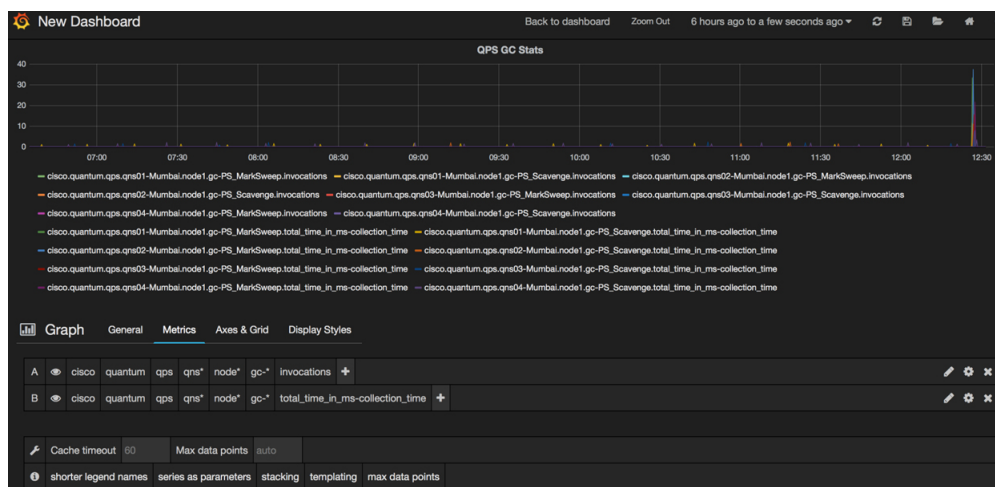 New Dashboard Back to dashboard Zoom Out 6 hours ago to a few seconds ago
QPS GC Stats
40
30
20
10
0
07:00 07:30 08:00 08:30 09:00 09:30 10:00 10:30 11:00 11:30 12:00 12:30
cisco.quantum.qps.qns01-Mumbai.node1.gc-PS_MarkSweep.invocations cisco.quantum.qps.qns01-Mumbai.node1.gc-PS_Scavenge.invocations cisco.quantum.qps.qns02-Mumbai.node1.gc-PS_MarkSweep.invocations
cisco.quantum.qps.qns02-Mumbai.node1.gc-PS_Scavenge.invocations cisco.quantum.qps.qns03-Mumbai.node1.gc-PS_MarkSweep.invocations cisco.quantum.qps.qns03-Mumbai.node1.gc-PS_Scavenge.invocations
cisco.quantum.qps.qns04-Mumbai.node1.gc-PS_MarkSweep.invocations cisco.quantum.qps.qns04-Mumbai.node1.gc-PS_Scavenge.invocations
cisco.quantum.qps.qns01-Mumbai.node1.gc-PS_MarkSweep.total_time_in_ms-collection_time cisco.quantum.qps.qns01-Mumbai.node1.gc-PS_Scavenge.total_time_in_ms-collection_time
cisco.quantum.qps.qns02-Mumbai.node1.gc-PS_MarkSweep.total_time_in_ms-collection_time cisco.quantum.qps.qns02-Mumbai.node1.gc-PS_Scavenge.total_time_in_ms-collection_time
cisco.quantum.qps.qns03-Mumbai.node1.gc-PS_MarkSweep.total_time_in_ms-collection_time cisco.quantum.qps.qns03-Mumbai.node1.gc-PS_Scavenge.total_time_in_ms-collection_time
cisco.quantum.qps.qns04-Mumbai.node1.gc-PS_MarkSweep.total_time_in_ms-collection_time cisco.quantum.qps.qns04-Mumbai.node1.gc-PS_Scavenge.total_time_in_ms-collection_time
Graph General Metrics Axes & Grid Display Styles
A cisco quantum qps qns* node* gc-* invocations +
B cisco quantum qps qns* node* gc-* total_time_in_ms-collection_time +
Cache timeout 60 Max data points auto
shorter legend names series as parameters stacking templating max data points